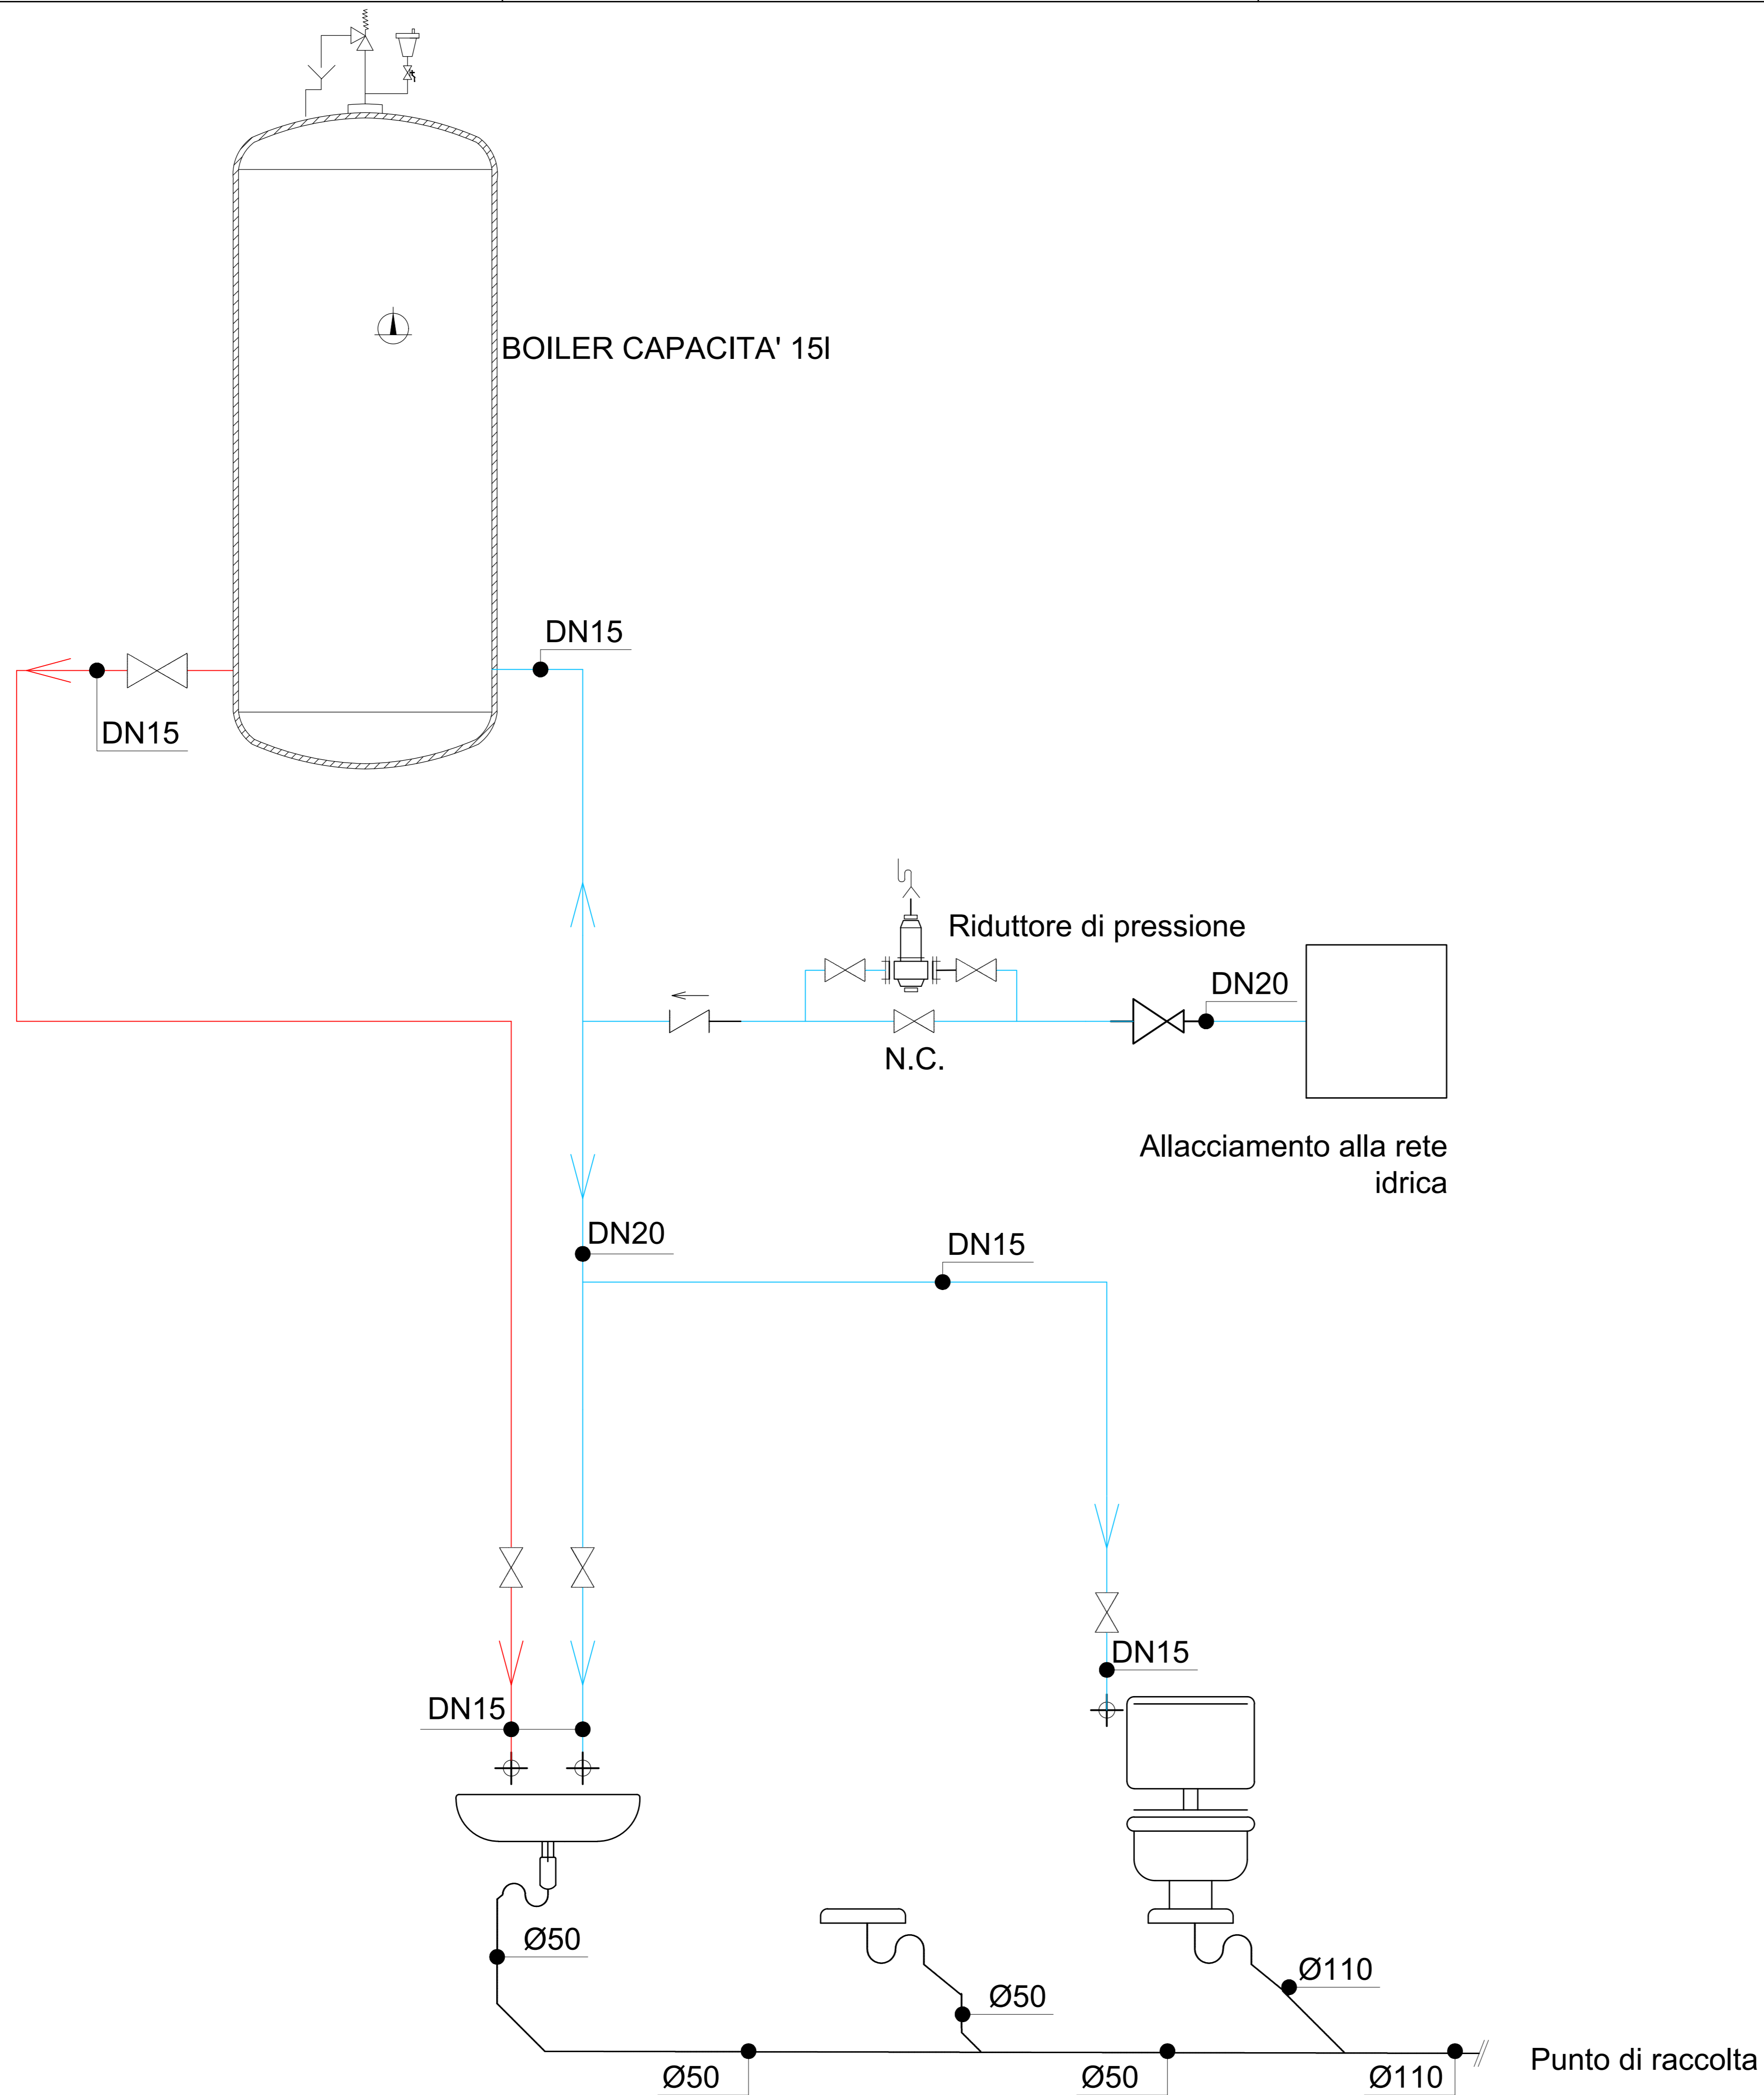 BOILER CAPACITA' 15l
DN15
DN15
Riduttore di pressione
DN20
N.C.
Allacciamento alla rete
idrica
DN20
DN15
DN15
DN15
Ø50
Ø110
Ø50
Punto di raccolta
Ø50
Ø50
Ø110